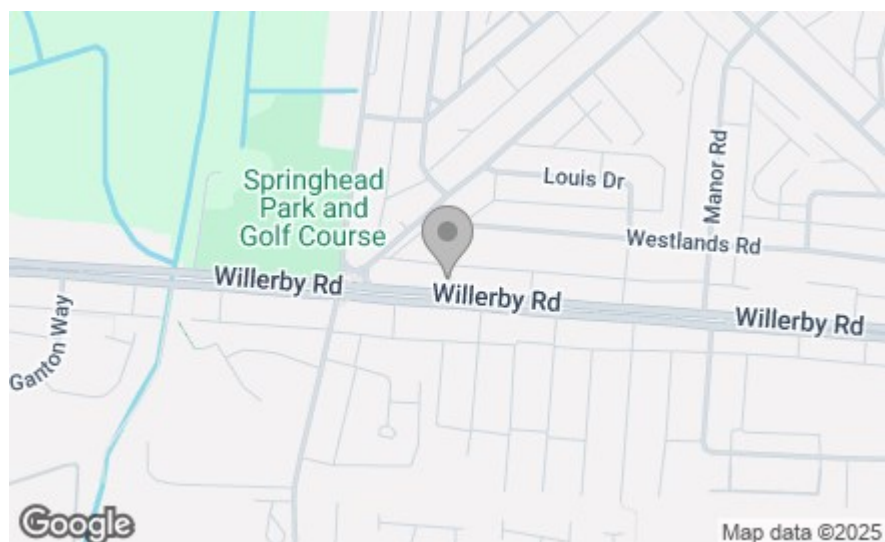 Springhead
Park and
Golf Course
Louis Dr
Manor Rd
Westlands Rd
Willerby Rd
Willerby Rd
Willerby Rd
Ganton Way
Google
Map data ©2025